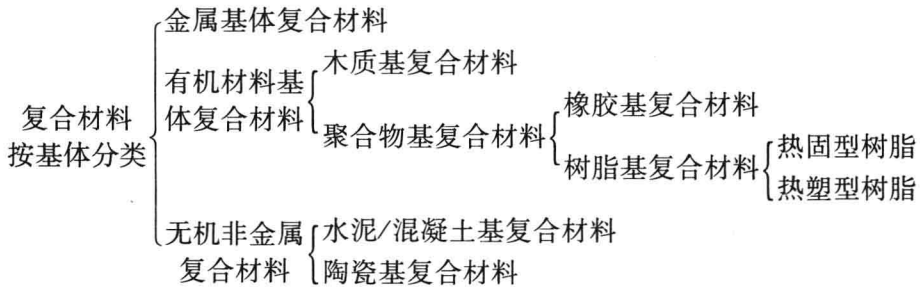 金属基体复合材料
有机材料基
体复合材料
木质基复合材料
聚合物基复合材料
橡胶基复合材料
树脂基复合材料
热固型树脂
热塑型树脂
复合材料
按基体分类
无机非金属
复合材料
水泥/混凝土基复合材料
陶瓷基复合材料